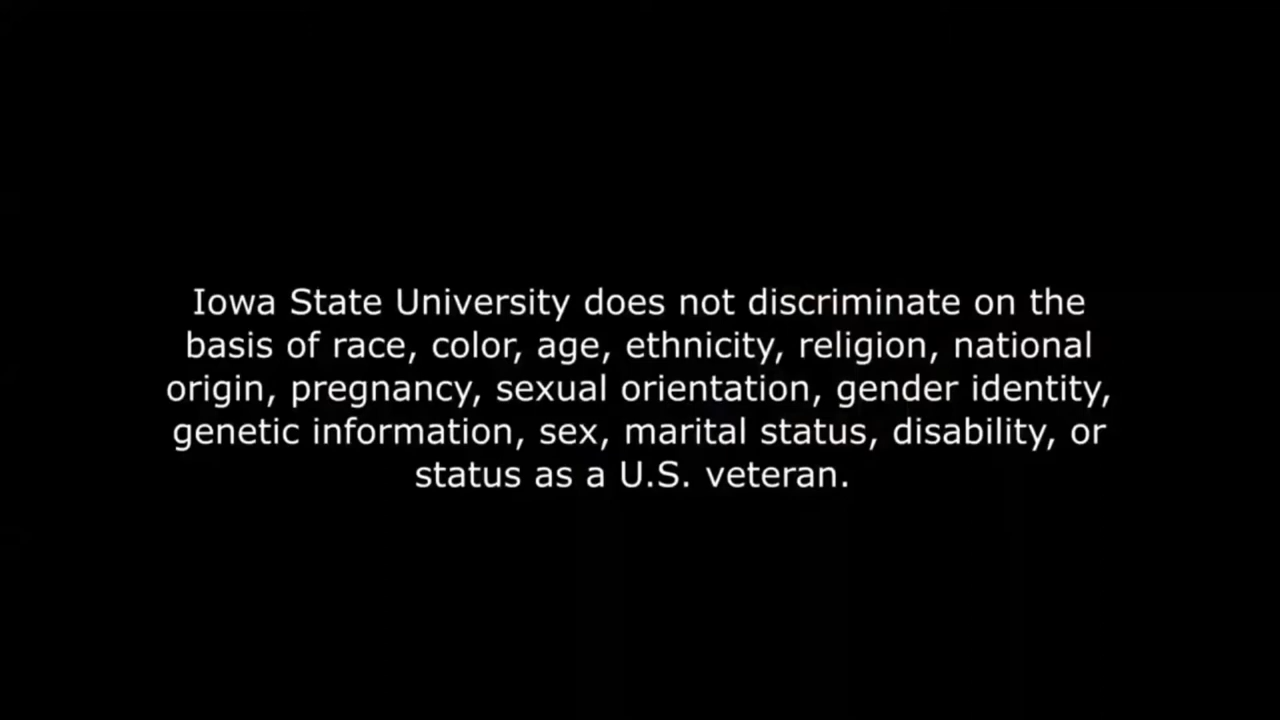 Iowa State University does not discriminate on the
basis of race, color, age, ethnicity, religion, national
origin, pregnancy, sexual orientation, gender identity,
genetic information, sex, marital status, disability, or
status as a U.S. veteran.